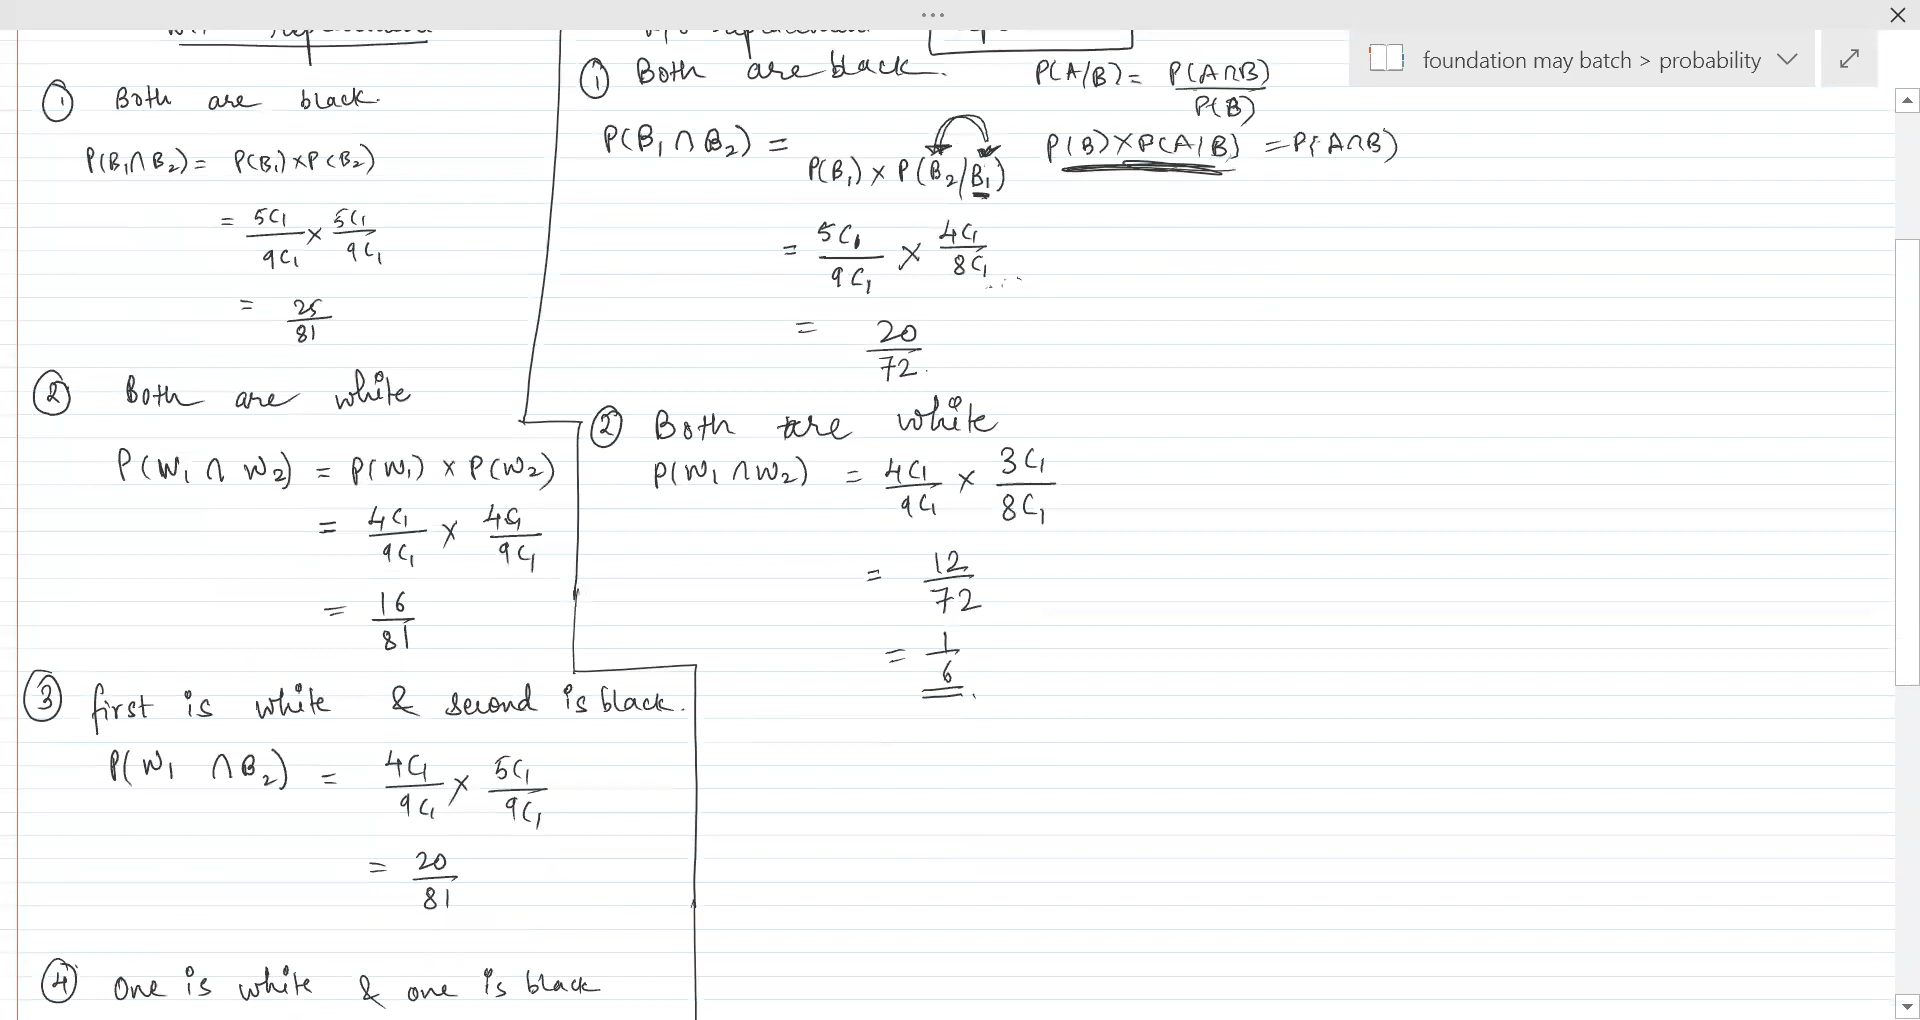 foundation may batch > probability
① Both are black.
P(B₁∩B₂) = P(B₁)×P(B₂)
= 5C₁/9C₁ × 5C₁/9C₁
= 25/81
② Both are white
P(W₁ ∩ W₂) = P(W₁) × P(W₂)
= 4C₁/9C₁ × 4C₁/9C₁
= 16/81
③ first is white & second is black.
P(W₁ ∩ B₂) = 4C₁/9C₁ × 5C₁/9C₁
= 20/81
④ One is white & one is black
① Both are black.
P(B₁ ∩ B₂) =
P(B₁) × P(B₂/B₁)
= 5C₁/9C₁ × 4C₁/8C₁
= 20/72.
② Both are white
P(W₁ ∩ W₂) = 4C₁/9C₁ × 3C₁/8C₁
= 12/72
= 1/6.
P(A/B) = P(A∩B)/P(B)
P(B)×P(A/B) = P(A∩B)